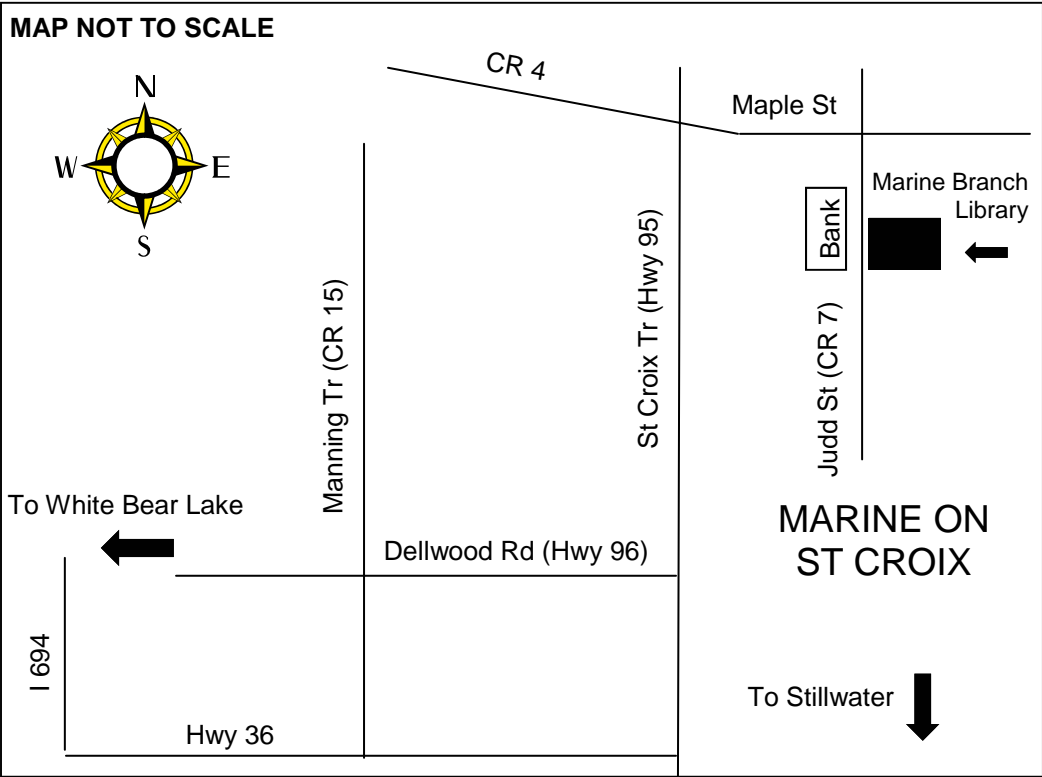 MAP NOT TO SCALE
CR 4
N
Maple St
W
E
Marine Branch
Library
S
Bank
St Croix Tr (Hwy 95)
Manning Tr (CR 15)
Judd St (CR 7)
To White Bear Lake
MARINE ON
ST CROIX
Dellwood Rd (Hwy 96)
I 694
To Stillwater
Hwy 36